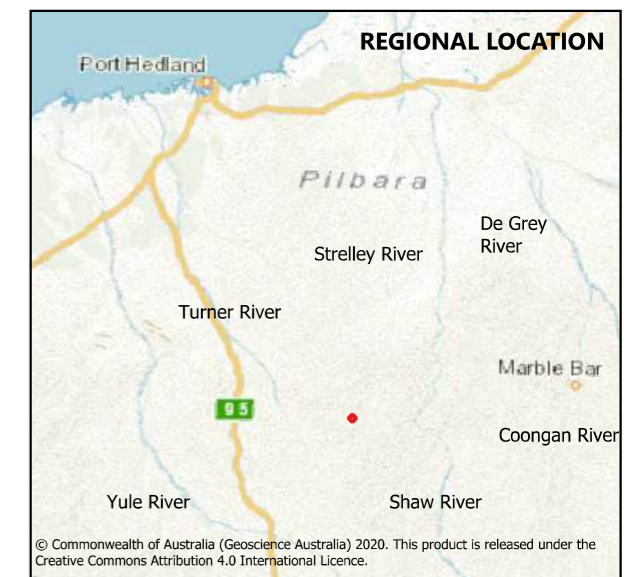 REGIONAL LOCATION
Port Hedland
Pilbara
De Grey
River
Strelley River
Turner River
Marble Bar
95
Coongan River
Yule River
Shaw River
© Commonwealth of Australia (Geoscience Australia) 2020. This product is released under the
Creative Commons Attribution 4.0 International Licence.